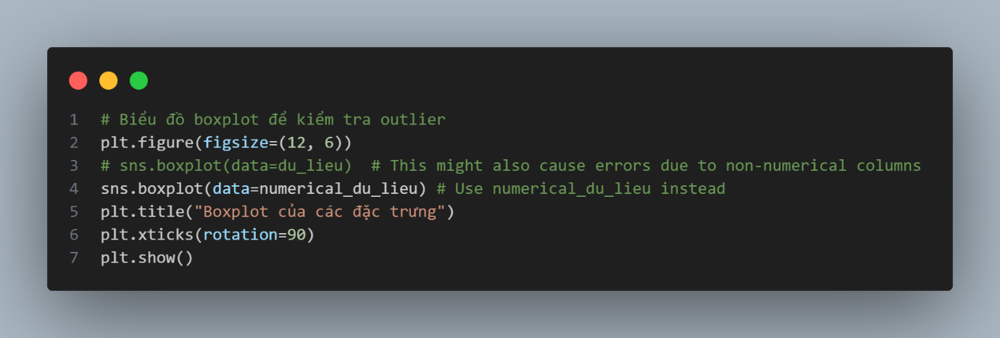 1 # Biểu đồ boxplot để kiểm tra outlier
2 plt.figure(figsize=(12, 6))
3 # sns.boxplot(data=du_lieu)  # This might also cause errors due to non-numerical columns
4 sns.boxplot(data=numerical_du_lieu) # Use numerical_du_lieu instead
5 plt.title("Boxplot của các đặc trưng")
6 plt.xticks(rotation=90)
7 plt.show()